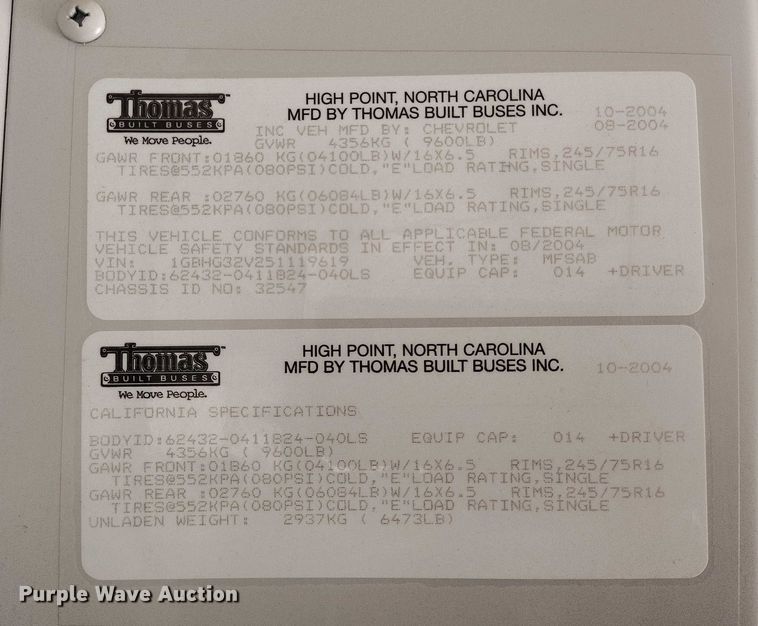 Thomas™
BUILT BUSES
We Move People.
HIGH POINT, NORTH CAROLINA
MFD BY THOMAS BUILT BUSES INC. 10-2004
INC VEH MFD BY: CHEVROLET 08-2004
GVWR 4356KG ( 9600LB)
GAWR FRONT:01860 KG(04100LB)W/16X6.5 RIMS,245/75R16
TIRES@552KPA(080PSI)COLD,"E"LOAD RATING,SINGLE
GAWR REAR :02760 KG(06084LB)W/16X6.5 RIMS,245/75R16
TIRES@552KPA(080PSI)COLD,"E"LOAD RATING,SINGLE
THIS VEHICLE CONFORMS TO ALL APPLICABLE FEDERAL MOTOR
VEHICLE SAFETY STANDARDS IN EFFECT IN: 08/2004
VIN: 1GBHG32V251119619 VEH. TYPE: MFSAB
BODYID:62432-0411824-040LS EQUIP CAP: 014 +DRIVER
CHASSIS ID NO: 32547
Thomas™
BUILT BUSES
We Move People.
HIGH POINT, NORTH CAROLINA
MFD BY THOMAS BUILT BUSES INC. 10-2004
CALIFORNIA SPECIFICATIONS
BODYID:62432-0411824-040LS EQUIP CAP: 014 +DRIVER
GVWR 4356KG ( 9600LB)
GAWR FRONT:01860 KG(04100LB)W/16X6.5 RIMS,245/75R16
TIRES@552KPA(080PSI)COLD,"E"LOAD RATING,SINGLE
GAWR REAR :02760 KG(06084LB)W/16X6.5 RIMS,245/75R16
TIRES@552KPA(080PSI)COLD,"E"LOAD RATING,SINGLE
UNLADEN WEIGHT: 2937KG ( 6473LB)
Purple Wave Auction